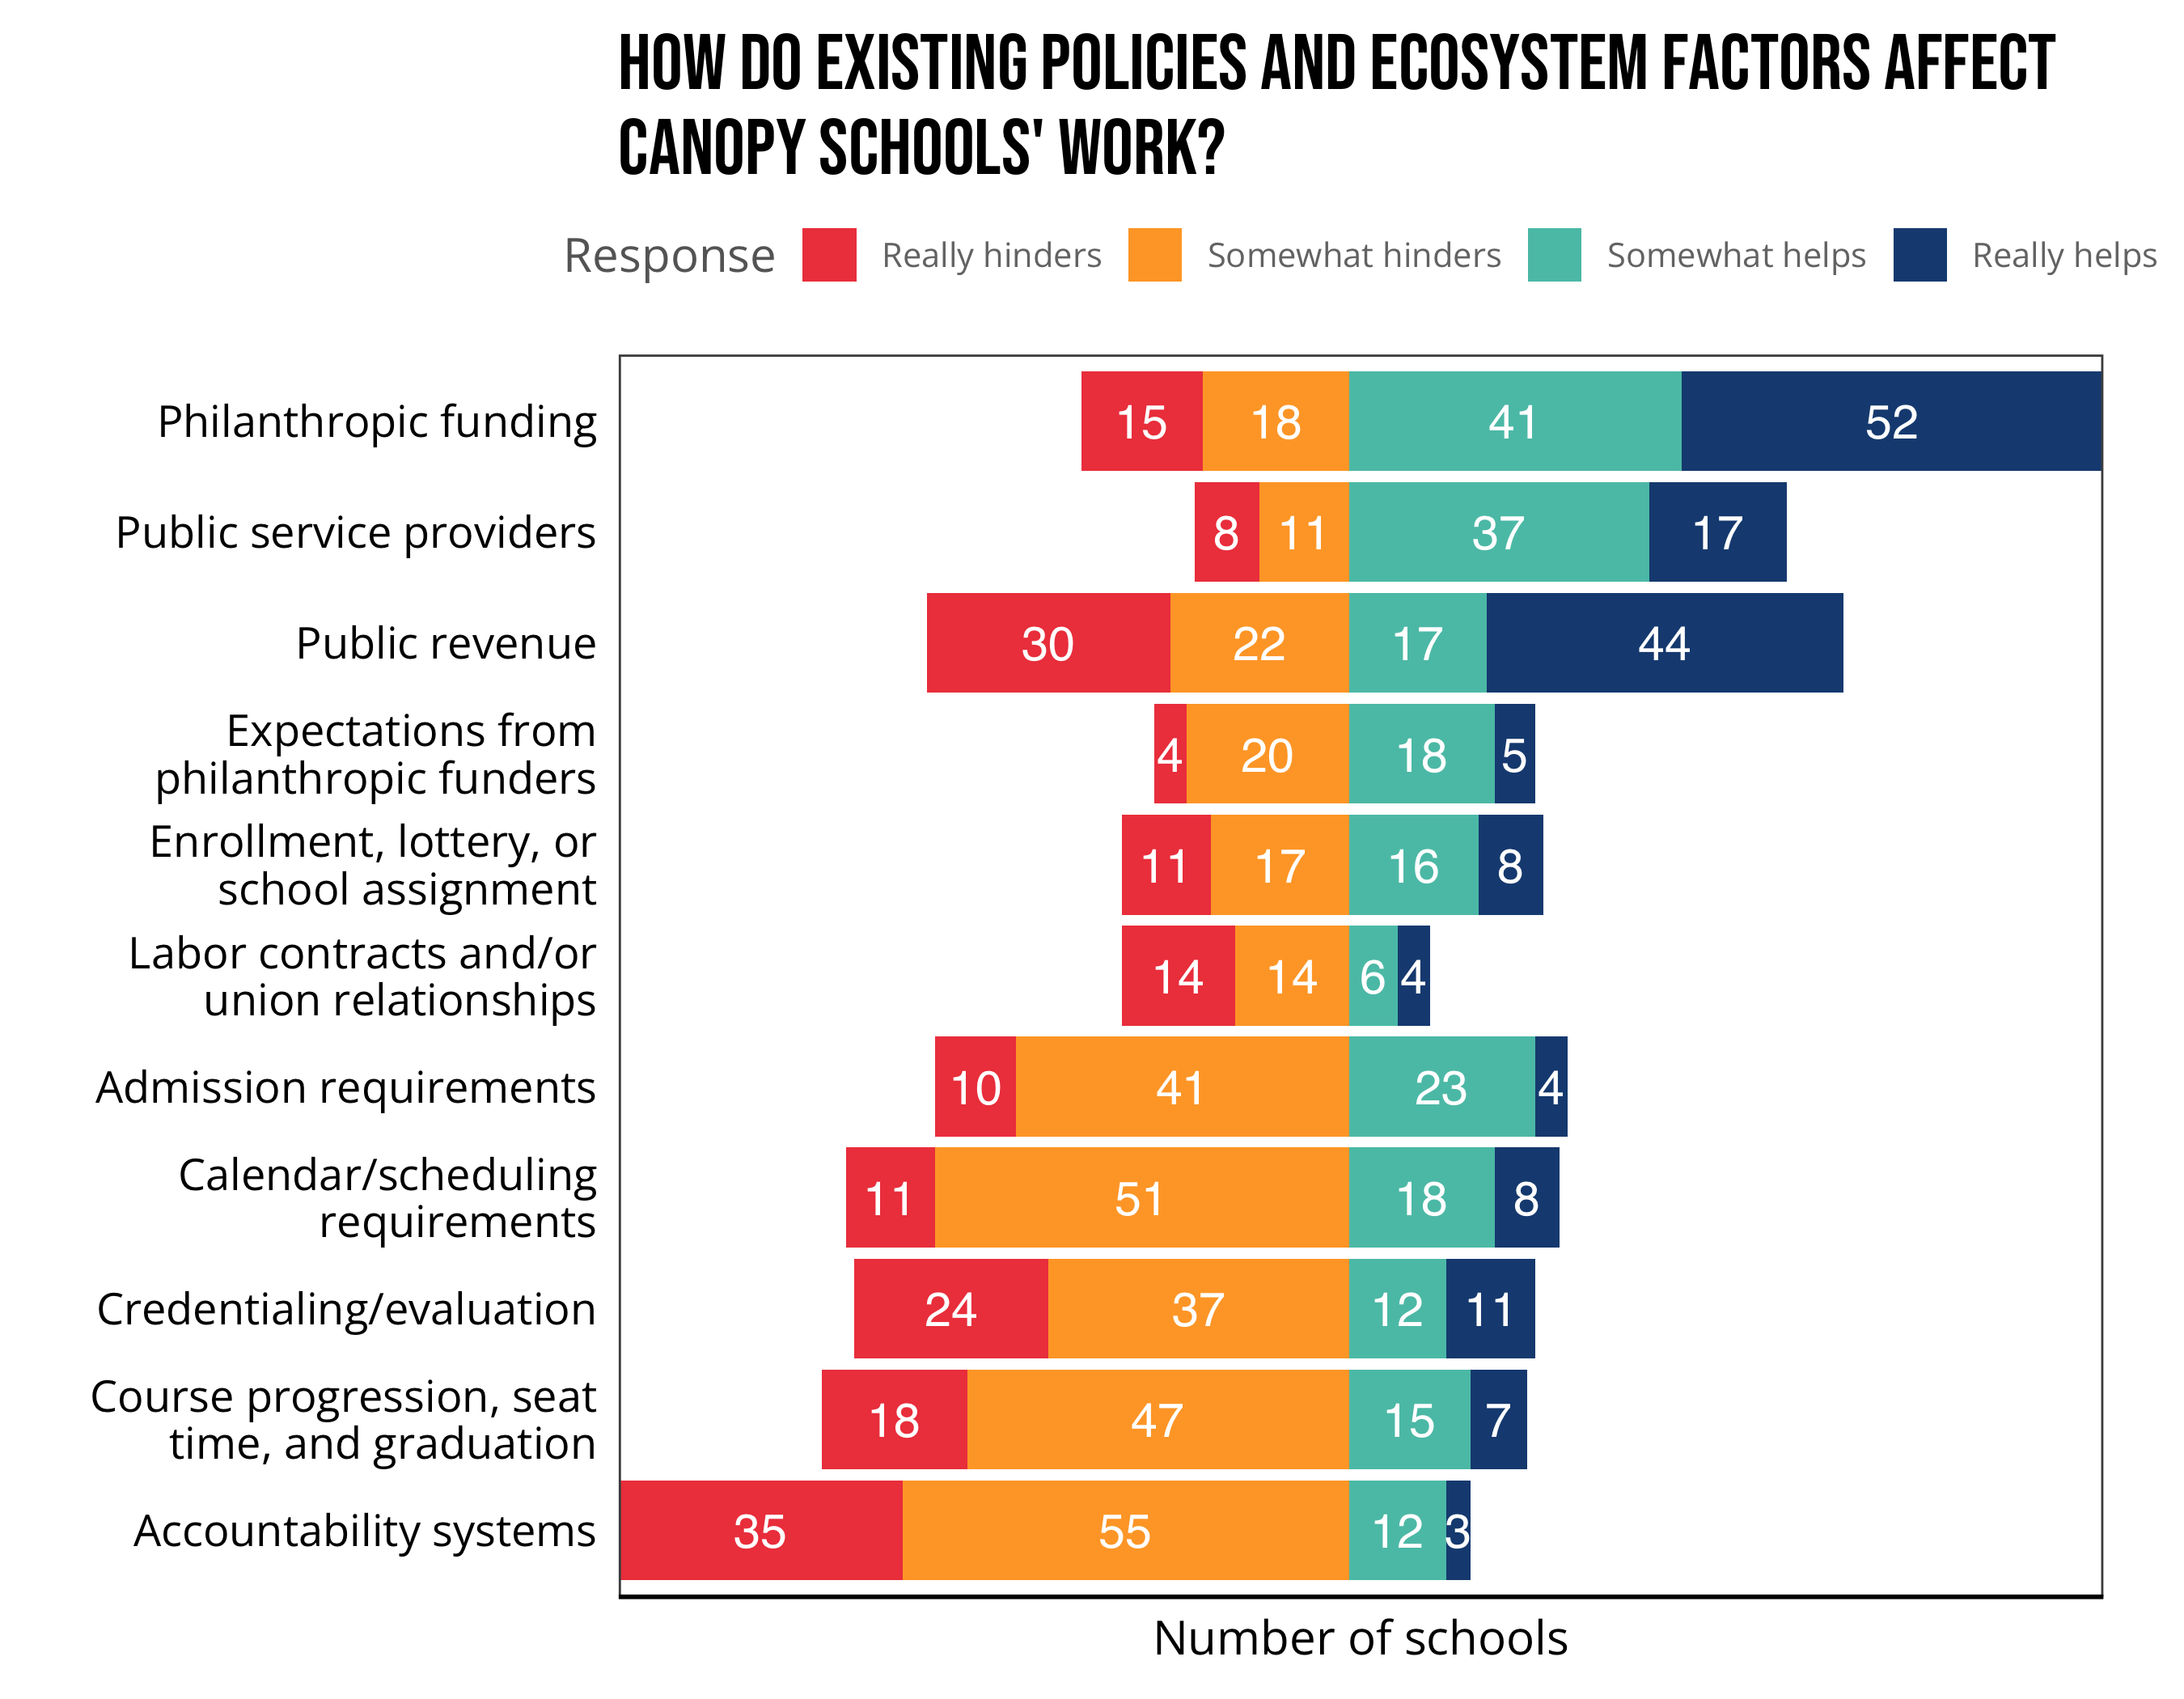 HOW DO EXISTING POLICIES AND ECOSYSTEM FACTORS AFFECT
CANOPY SCHOOLS' WORK?
Response Really hinders Somewhat hinders Somewhat helps Really helps
Philanthropic funding 15 18 41 52
Public service providers 8 11 37 17
Public revenue 30 22 17 44
Expectations from
philanthropic funders 4 20 18 5
Enrollment, lottery, or
school assignment 11 17 16 8
Labor contracts and/or
union relationships 14 14 6 4
Admission requirements 10 41 23 4
Calendar/scheduling
requirements 11 51 18 8
Credentialing/evaluation 24 37 12 11
Course progression, seat
time, and graduation 18 47 15 7
Accountability systems 35 55 12 3
Number of schools